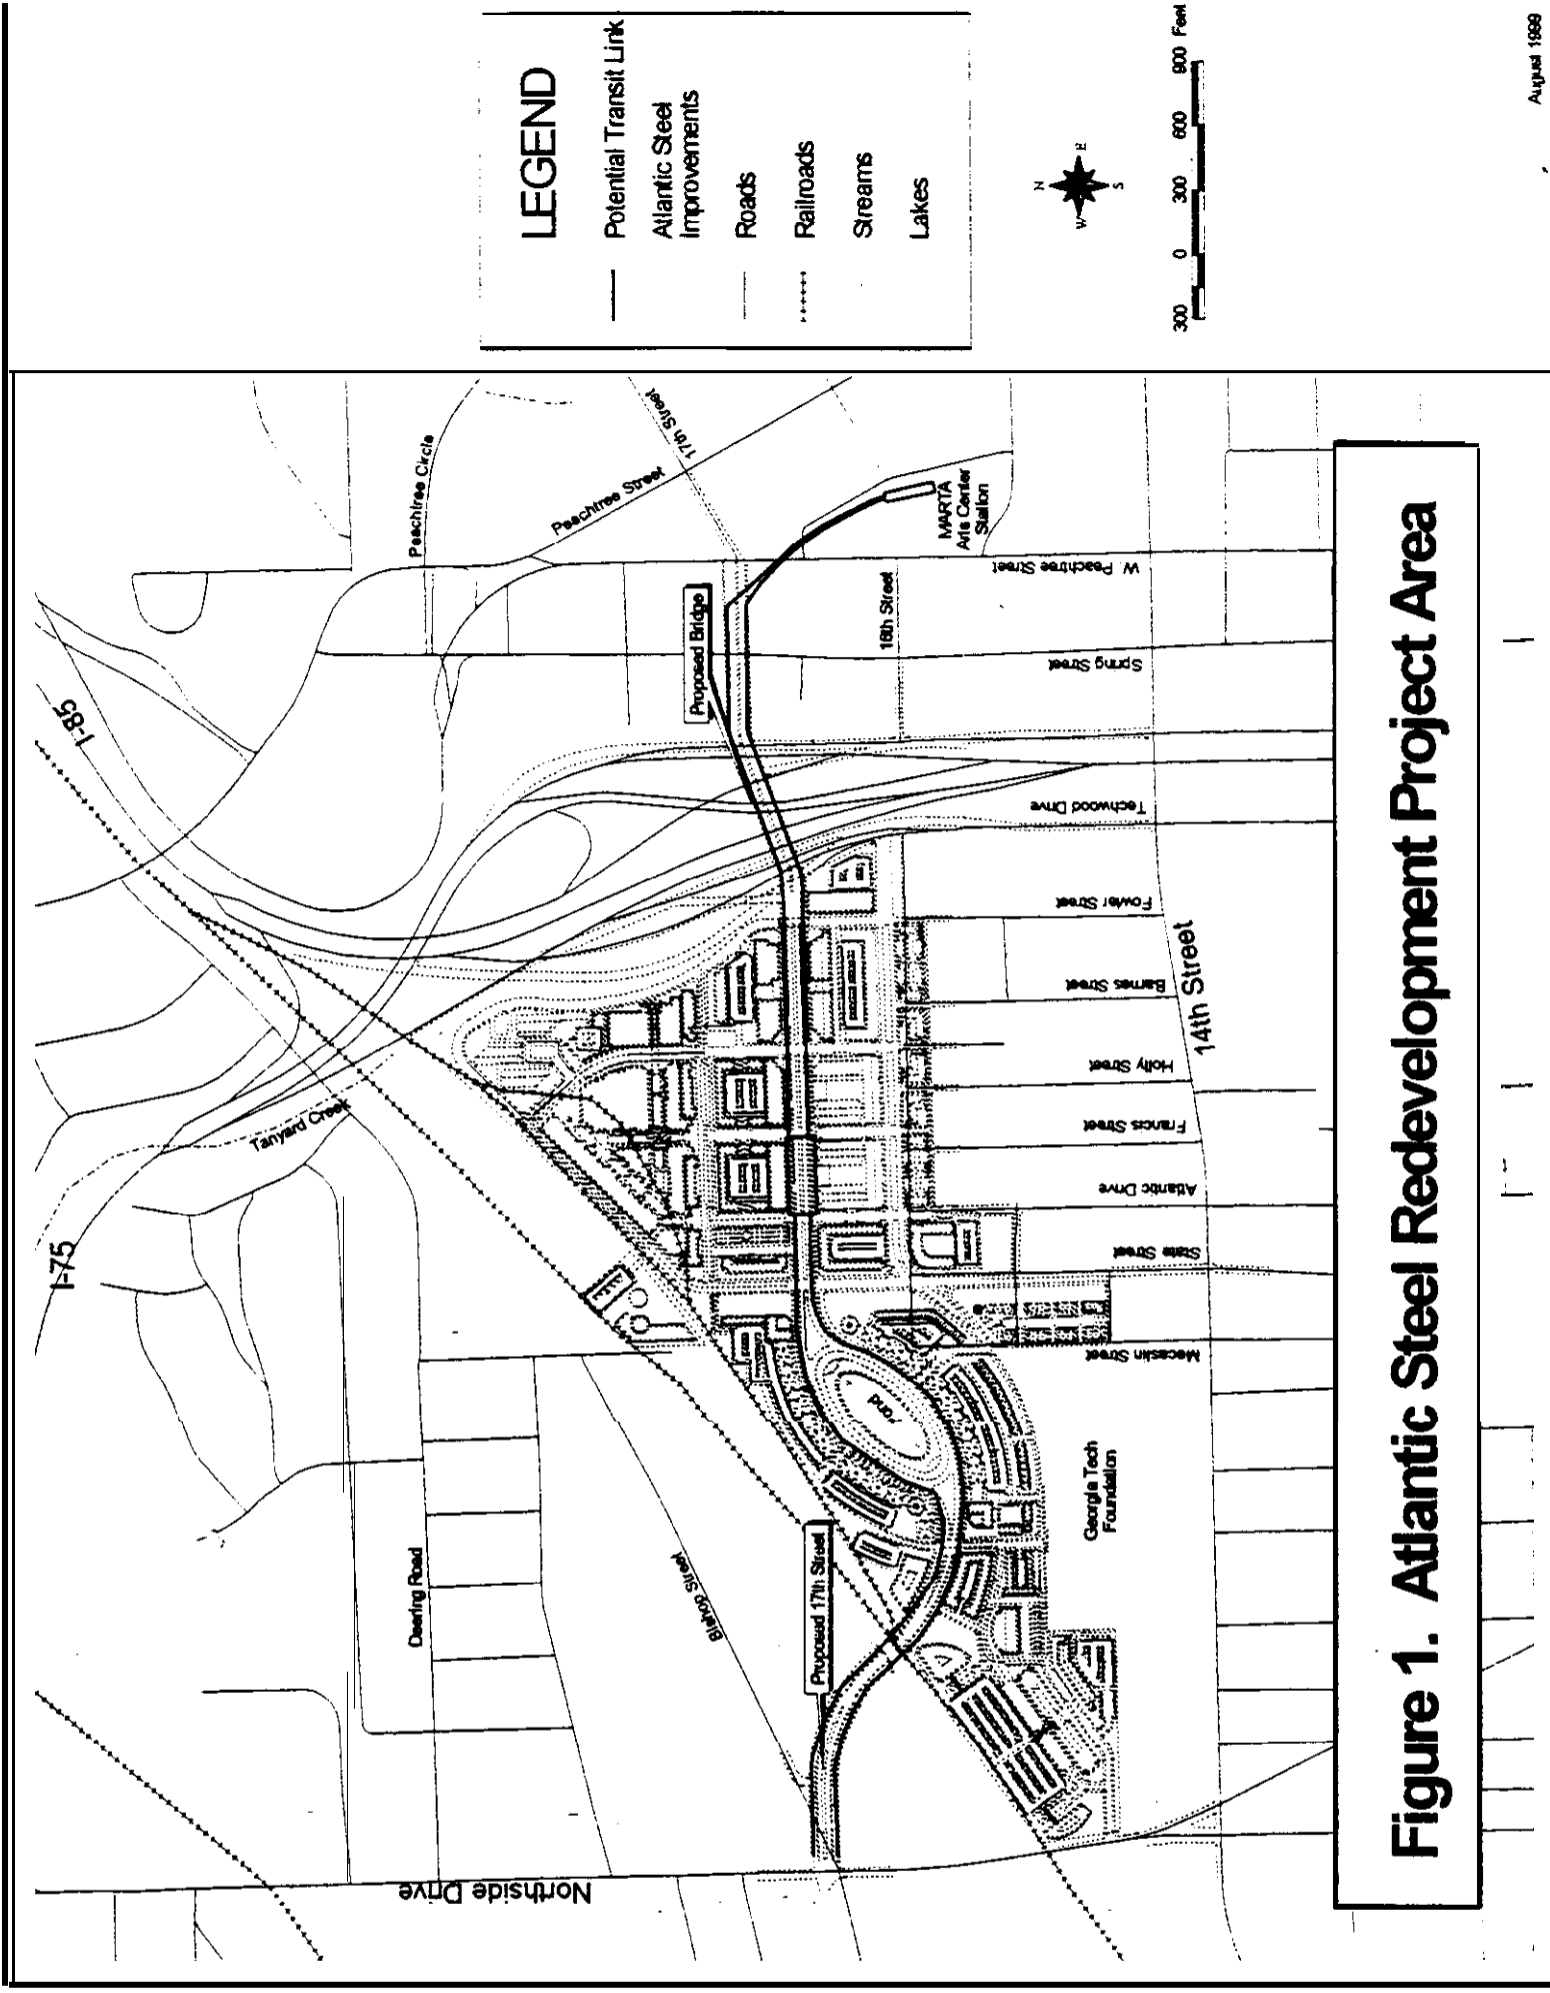 LEGEND
Potential Transit Link
Atlantic Steel
Improvements
Roads
Railroads
Streams
Lakes
N
W
E
S
300 0 300 600 900 Feet
August 1999
I-85
I-75
Peachtree Circle
Peachtree Street
17th Street
MARTA
Arts Center
Station
W. Peachtree Street
16th Street
Spring Street
Proposed Bridge
Techwood Drive
Fowler Street
Barnes Street
14th Street
Holly Street
Francis Street
Atlantic Drive
State Street
Mecaslin Street
Tanyard Creek
Georgia Tech
Foundation
Deering Road
Bishop Street
Proposed 17th Street
Northside Drive
Figure 1. Atlantic Steel Redevelopment Project Area